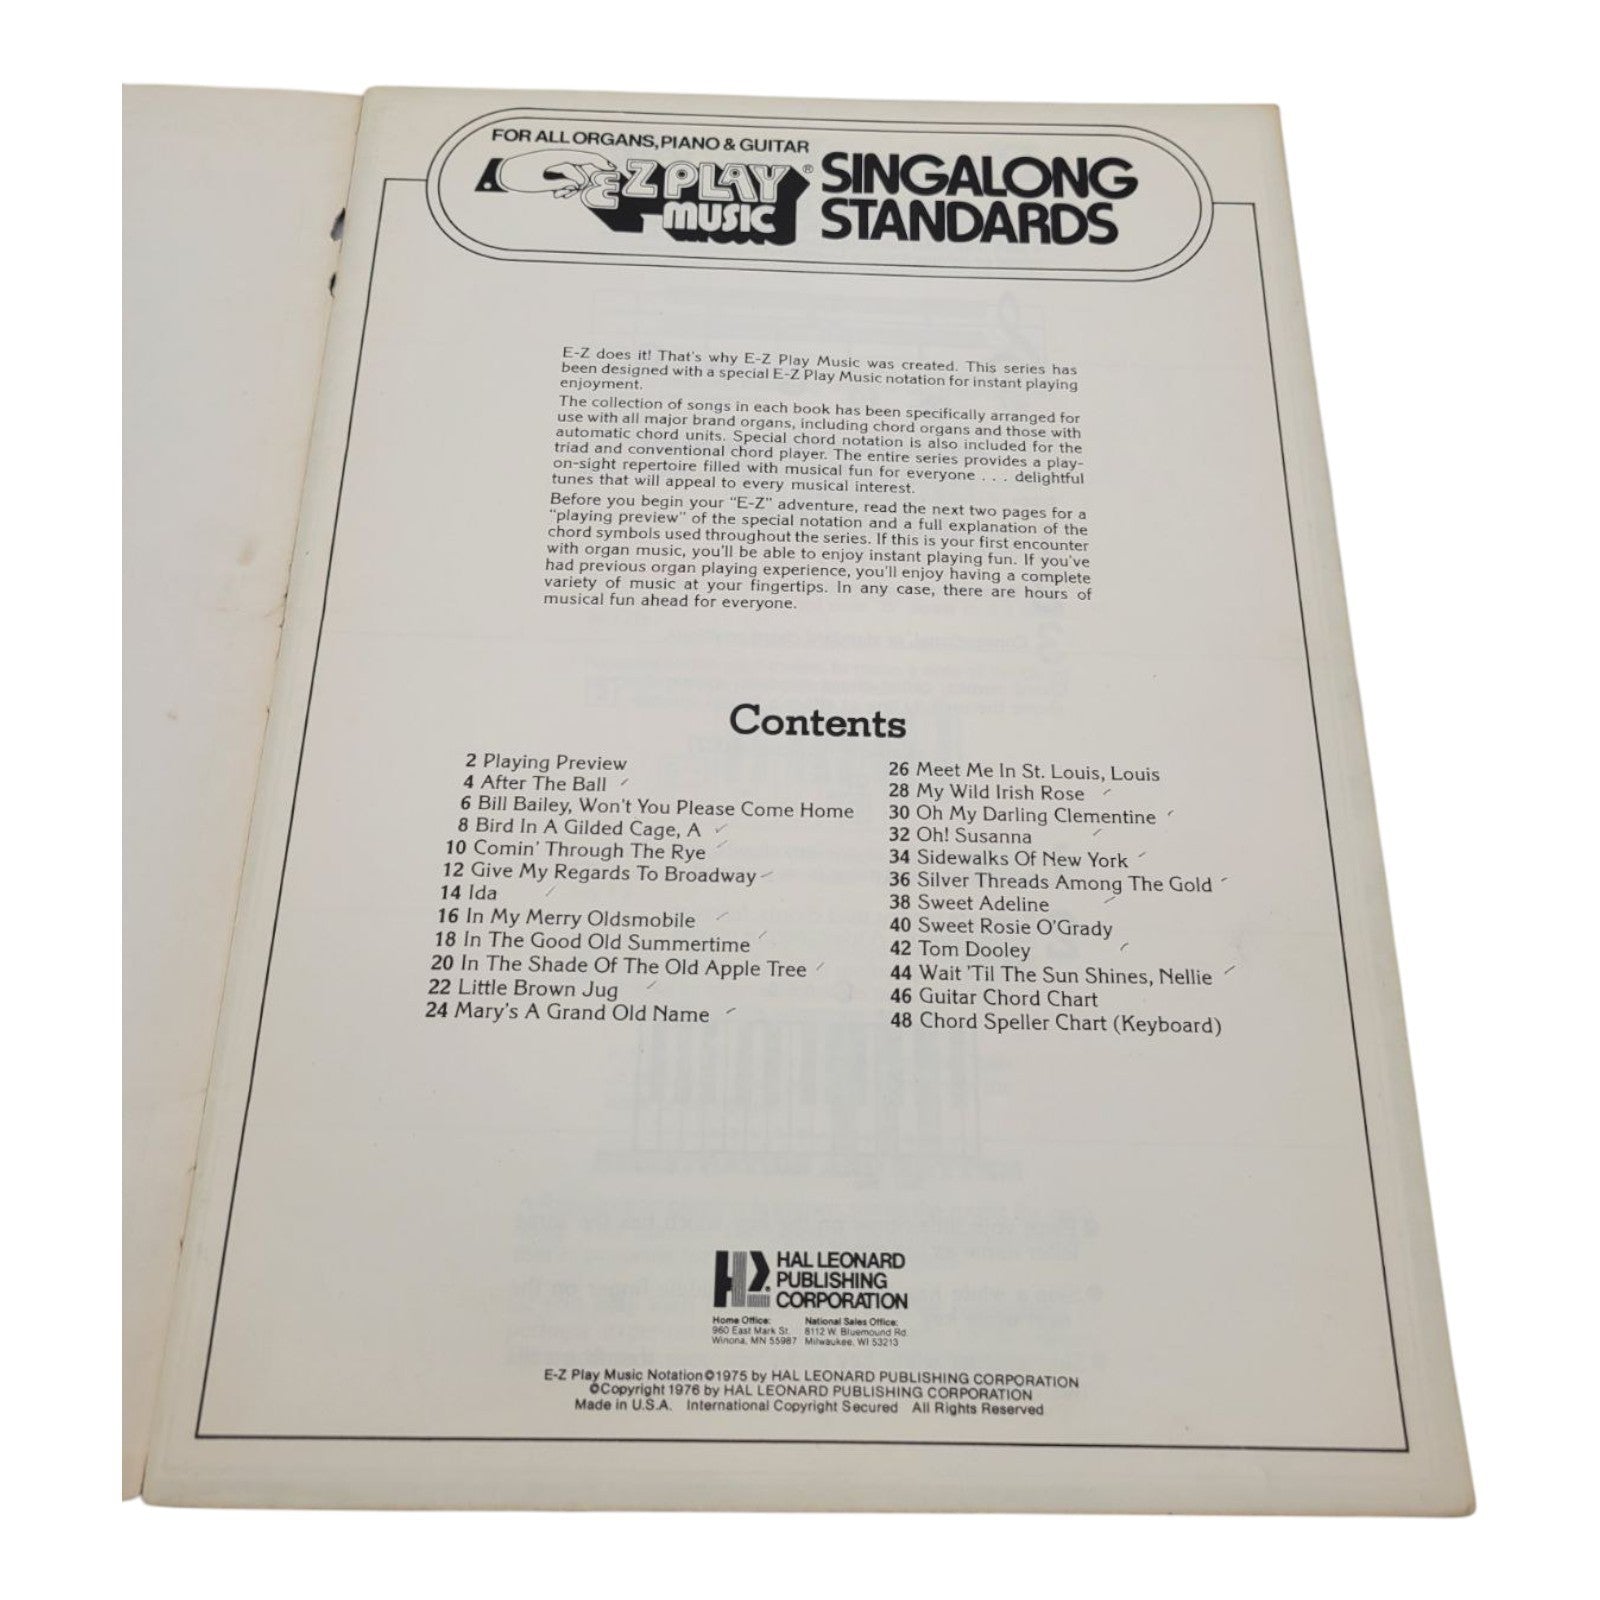 FOR ALL ORGANS, PIANO & GUITAR
E-Z PLAY ®
MUSIC
SINGALONG
STANDARDS
E-Z does it! That's why E-Z Play Music was created. This series has
been designed with a special E-Z Play Music notation for instant playing
enjoyment.
The collection of songs in each book has been specifically arranged for
use with all major brand organs, including chord organs and those with
automatic chord units. Special chord notation is also included for the
triad and conventional chord player. The entire series provides a play-
on-sight repertoire filled with musical fun for everyone . . . delightful
tunes that will appeal to every musical interest.
Before you begin your "E-Z" adventure, read the next two pages for a
"playing preview" of the special notation and a full explanation of the
chord symbols used throughout the series. If this is your first encounter
with organ music, you'll be able to enjoy instant playing fun. If you've
had previous organ playing experience, you'll enjoy having a complete
variety of music at your fingertips. In any case, there are hours of
musical fun ahead for everyone.
Contents
2 Playing Preview
4 After The Ball
6 Bill Bailey, Won't You Please Come Home
8 Bird In A Gilded Cage, A
10 Comin' Through The Rye
12 Give My Regards To Broadway
14 Ida
16 In My Merry Oldsmobile
18 In The Good Old Summertime
20 In The Shade Of The Old Apple Tree
22 Little Brown Jug
24 Mary's A Grand Old Name
26 Meet Me In St. Louis, Louis
28 My Wild Irish Rose
30 Oh My Darling Clementine
32 Oh! Susanna
34 Sidewalks Of New York
36 Silver Threads Among The Gold
38 Sweet Adeline
40 Sweet Rosie O'Grady
42 Tom Dooley
44 Wait 'Til The Sun Shines, Nellie
46 Guitar Chord Chart
48 Chord Speller Chart (Keyboard)
HAL LEONARD
PUBLISHING
CORPORATION
Home Office:
960 East Mark St.
Winona, MN 55987
National Sales Office:
8112 W. Bluemound Rd.
Milwaukee, WI 53213
E-Z Play Music Notation ©1975 by HAL LEONARD PUBLISHING CORPORATION
©Copyright 1976 by HAL LEONARD PUBLISHING CORPORATION
Made in U.S.A. International Copyright Secured All Rights Reserved